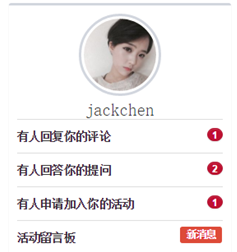 jackchen
有人回复你的评论 1
有人回答你的提问 2
有人申请加入你的活动 1
活动留言板 新消息